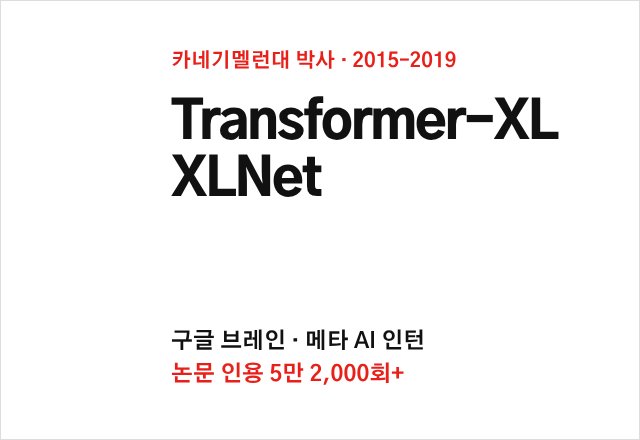 카네기멜런대 박사 · 2015-2019
Transformer-XL
XLNet
구글 브레인 · 메타 AI 인턴
논문 인용 5만 2,000회+